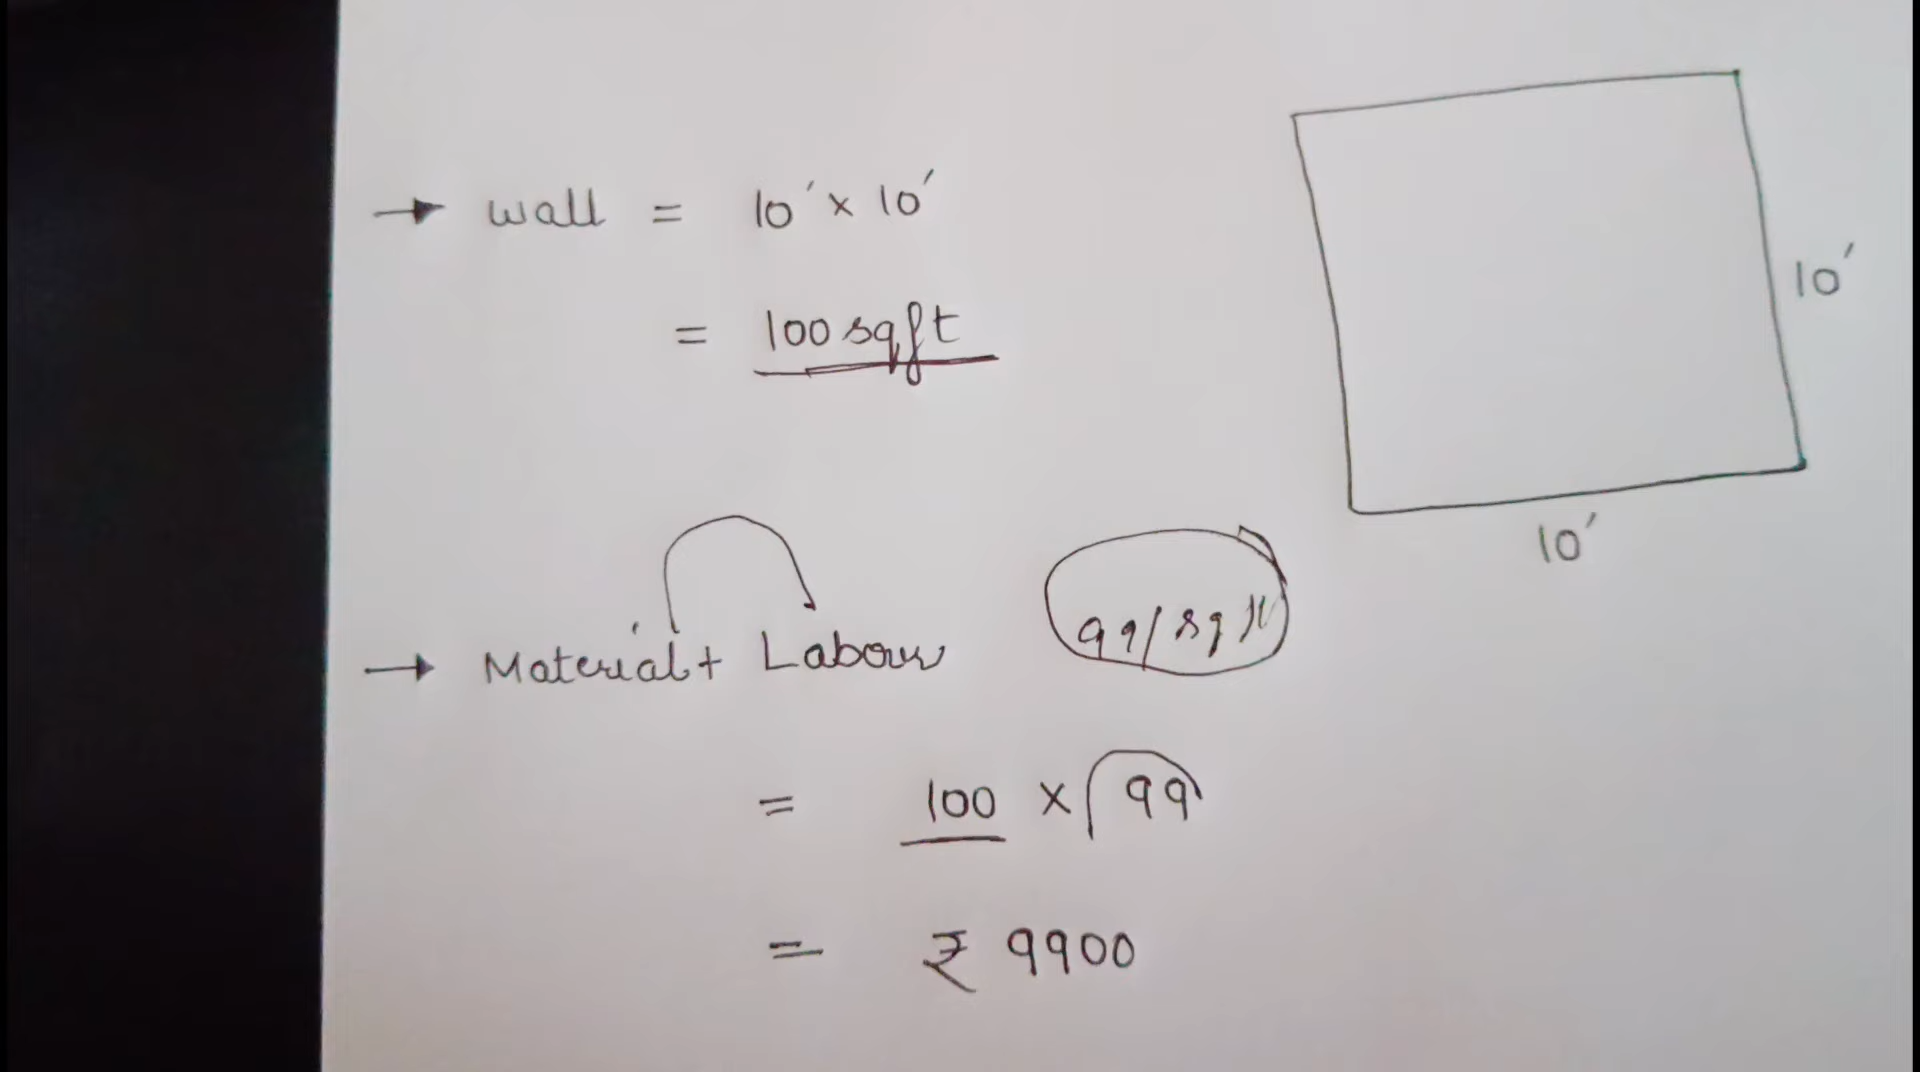 → wall = 10' × 10'
= 100 sqft
10'
10'
→ Material + Labour 99/sqft
= 100 × 99
= ₹ 9900